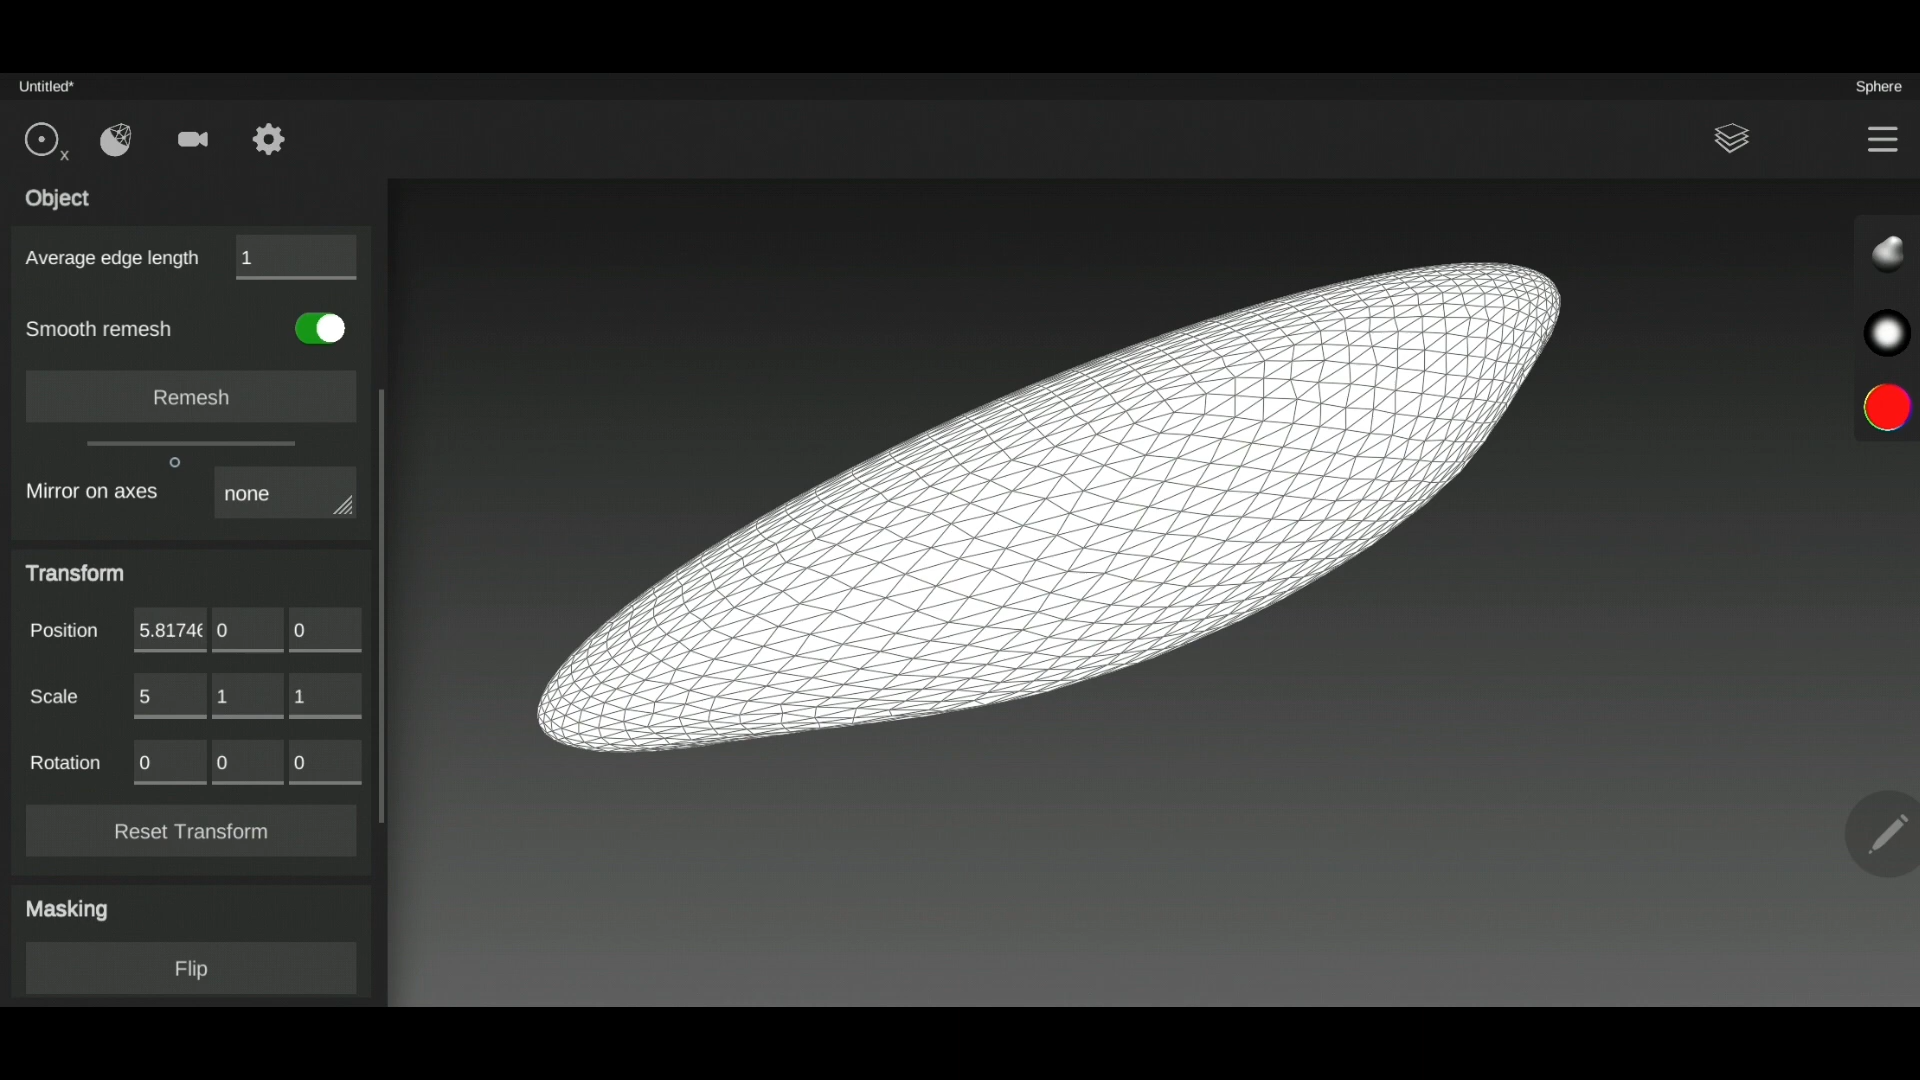 Untitled*
Sphere
x
Object
Average edge length 1
Smooth remesh
Remesh
Mirror on axes none
Transform
Position 5.81746 0 0
Scale 5 1 1
Rotation 0 0 0
Reset Transform
Masking
Flip